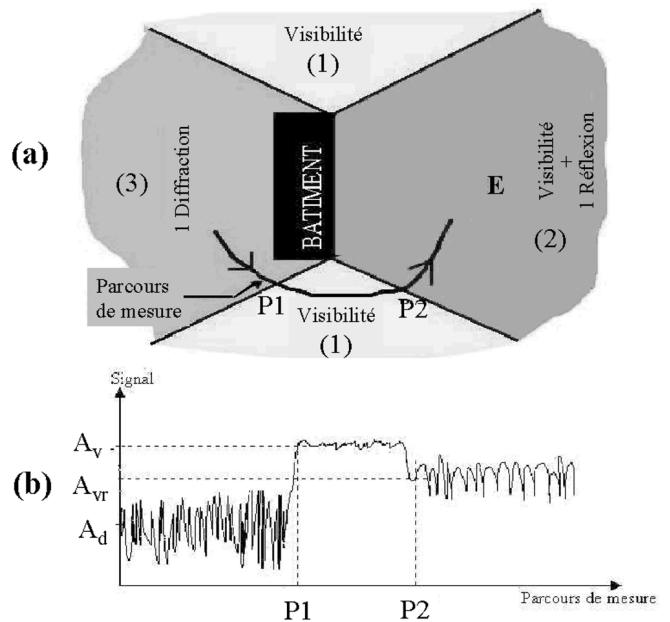 Visibilité
(1)
(a)
(3)
1 Diffraction
BATIMENT
E
Visibilité
+
1 Réflexion
(2)
Parcours
de mesure
P1
Visibilité
(1)
P2
Signal
(b)
A_v
A_vr
A_d
P1
P2
Parcours de mesure